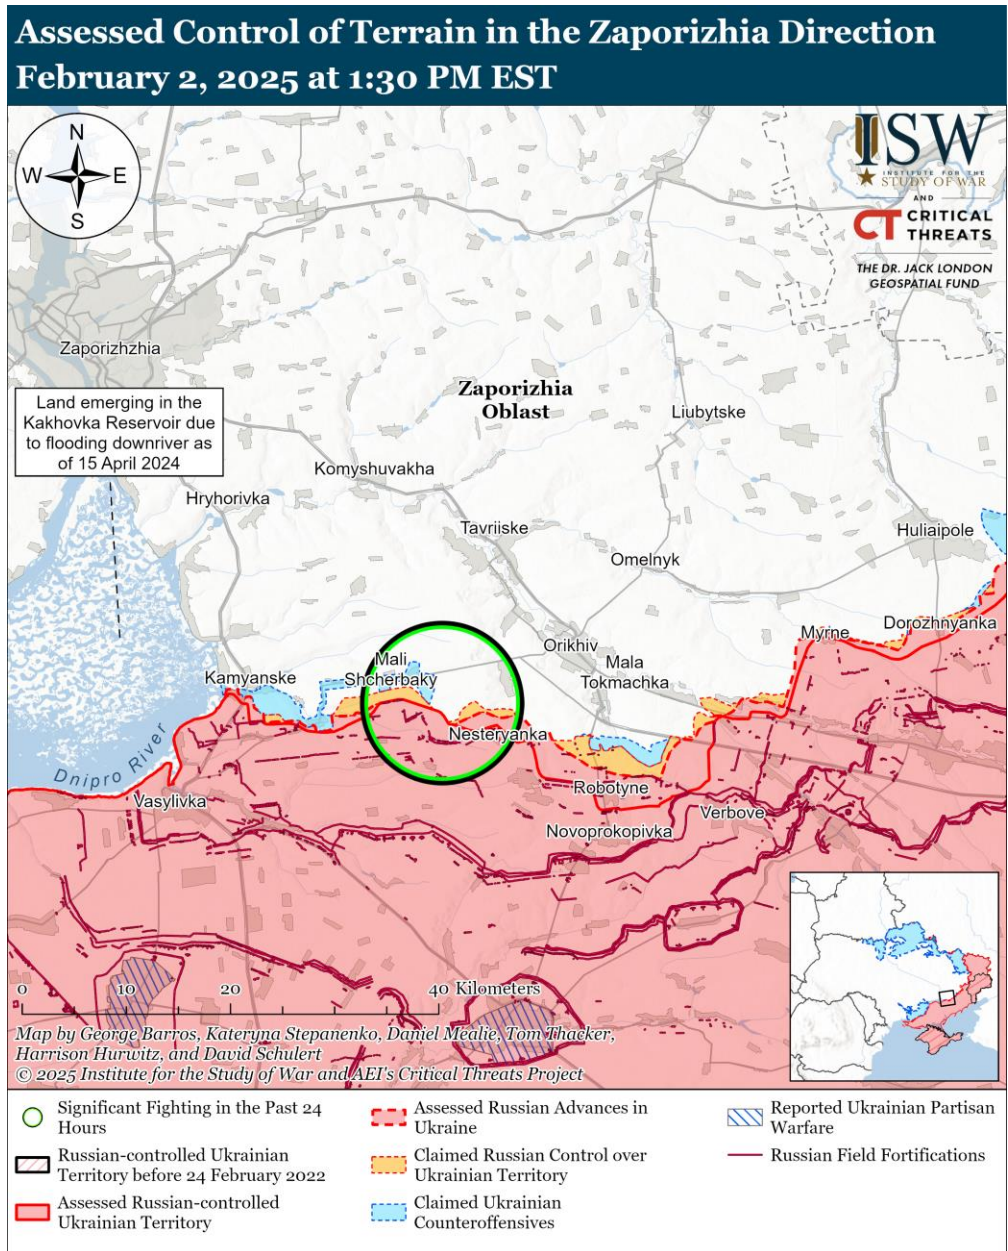 Assessed Control of Terrain in the Zaporizhia Direction
February 2, 2025 at 1:30 PM EST
N
W E
S
ISW
INSTITUTE FOR THE
STUDY OF WAR
AND
CT CRITICAL
THREATS
THE DR. JACK LONDON
GEOSPATIAL FUND
Zaporizhzhia
Land emerging in the
Kakhovka Reservoir due
to flooding downriver as
of 15 April 2024
Zaporizhia
Oblast
Liubytske
Komyshuvakha
Hryhorivka
Tavriiske
Huliaipole
Omelnyk
Dorozhnyanka
Myrne
Orikhiv
Mala
Tokmachka
Mali
Shcherbaky
Kamyanske
Nesteryanka
Dnipro River
Vasylivka
Robotyne
Verbove
Novoprokopivka
0 10 20 40 Kilometers
Map by George Barros, Kateryna Stepanenko, Daniel Mealie, Tom Thacker,
Harrison Hurwitz, and David Schulert
© 2025 Institute for the Study of War and AEI's Critical Threats Project
Significant Fighting in the Past 24
Hours
Russian-controlled Ukrainian
Territory before 24 February 2022
Assessed Russian-controlled
Ukrainian Territory
Assessed Russian Advances in
Ukraine
Claimed Russian Control over
Ukrainian Territory
Claimed Ukrainian
Counteroffensives
Reported Ukrainian Partisan
Warfare
Russian Field Fortifications